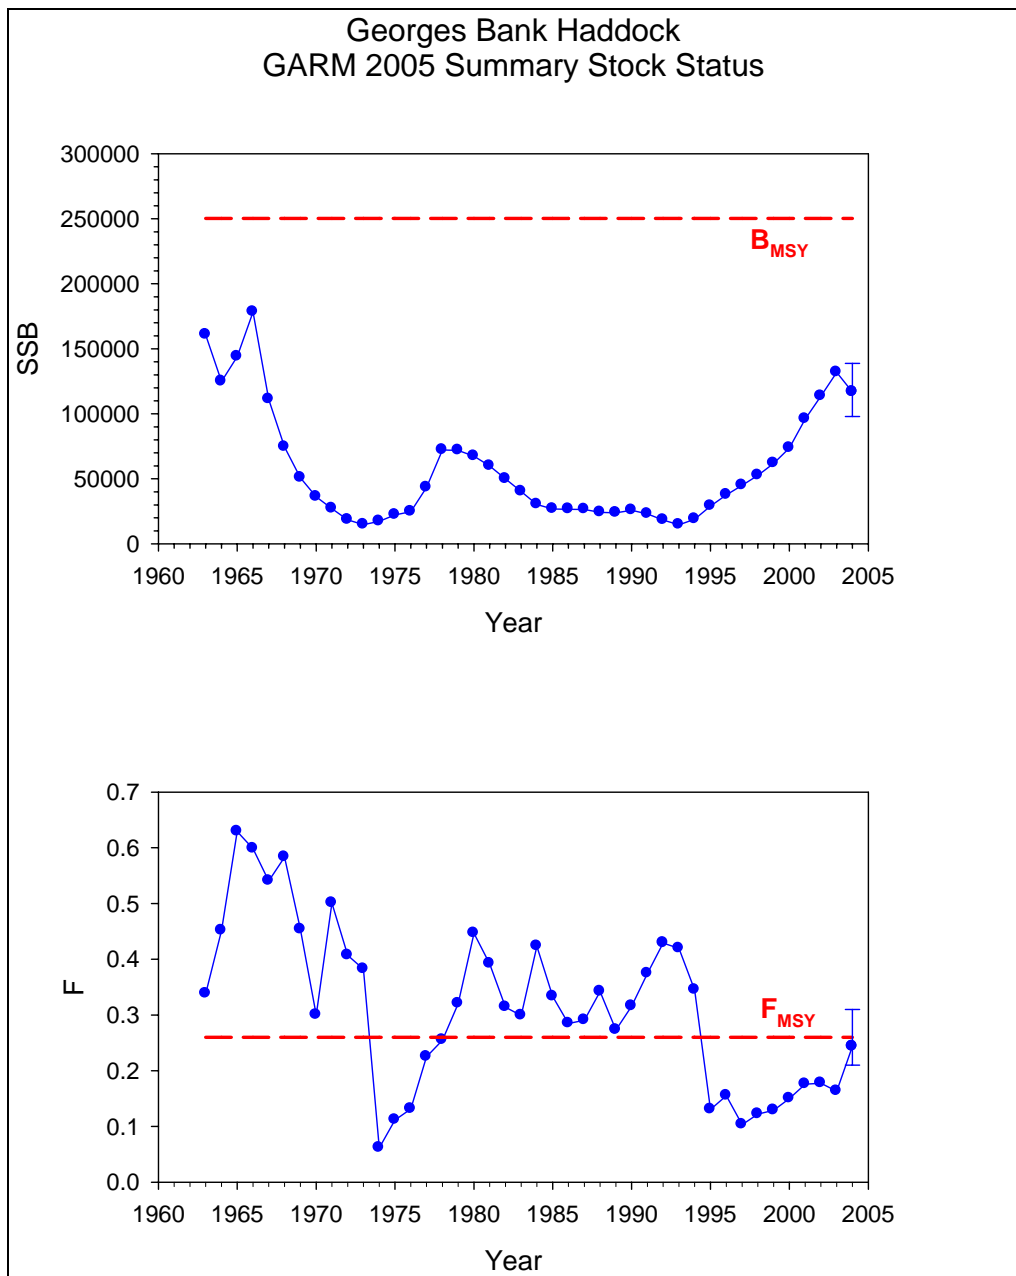 Georges Bank Haddock
GARM 2005 Summary Stock Status
300000
250000
200000
150000
100000
50000
0
SSB
BMSY
1960 1965 1970 1975 1980 1985 1990 1995 2000 2005
Year
0.7
0.6
0.5
0.4
0.3
0.2
0.1
0.0
F
FMSY
1960 1965 1970 1975 1980 1985 1990 1995 2000 2005
Year